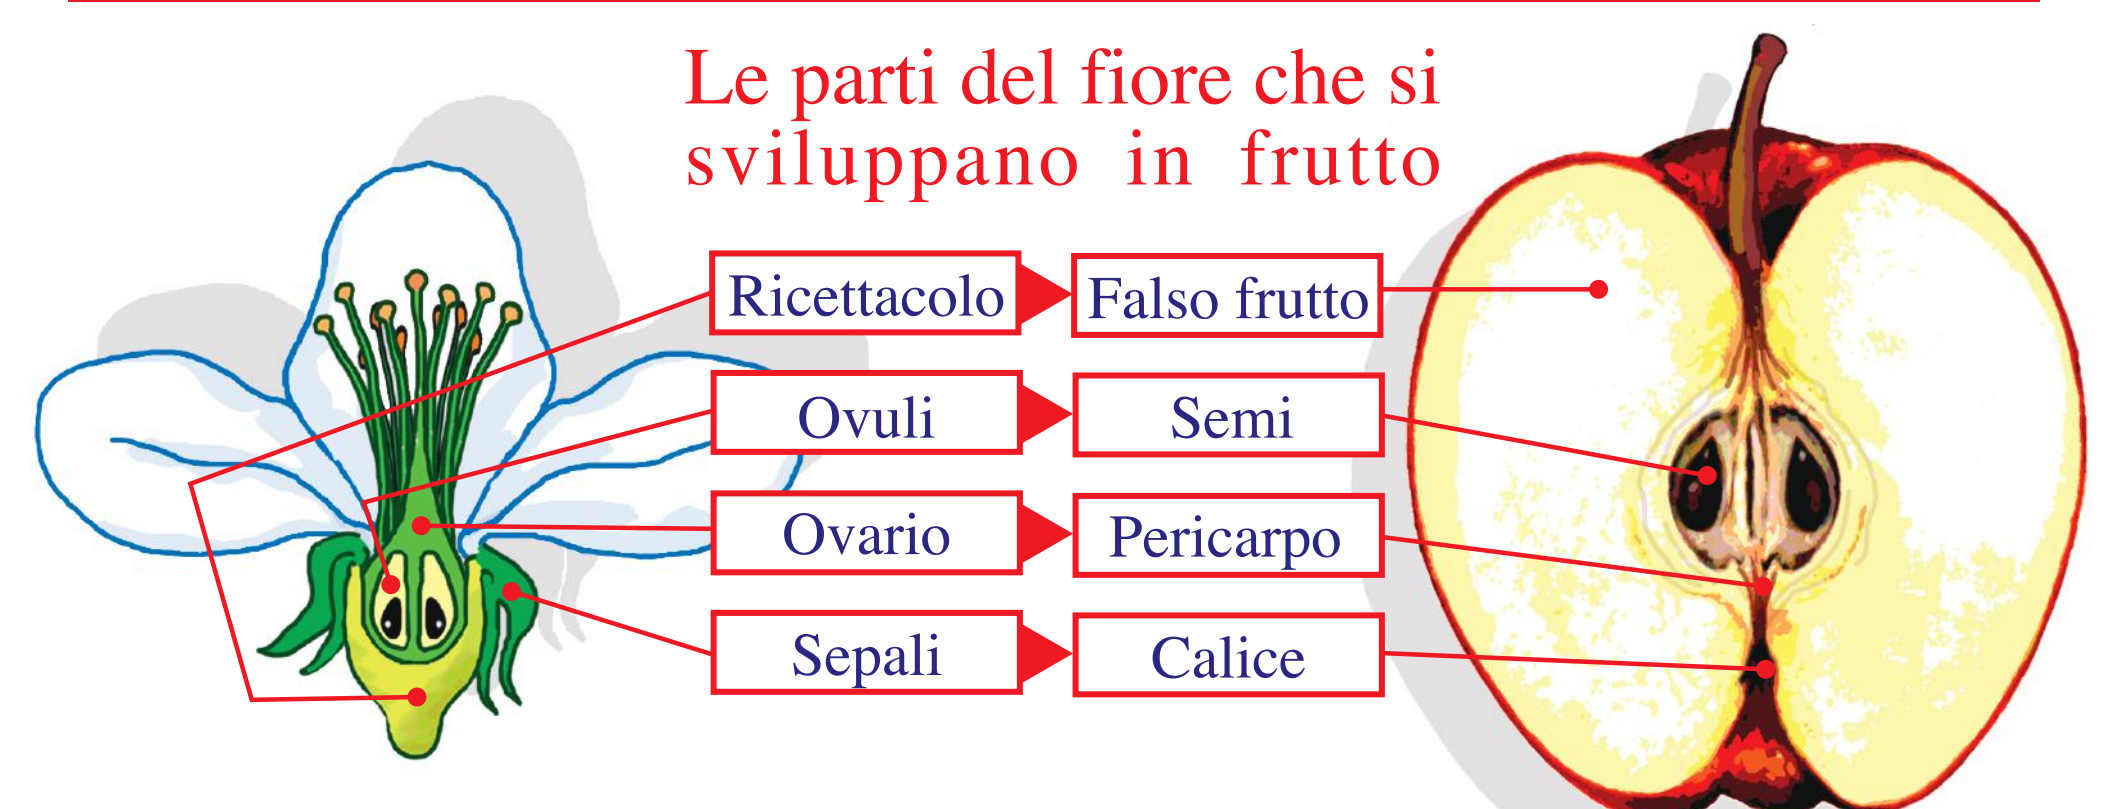 Le parti del fiore che si
sviluppano in frutto
Ricettacolo Falso frutto
Ovuli Semi
Ovario Pericarpo
Sepali Calice